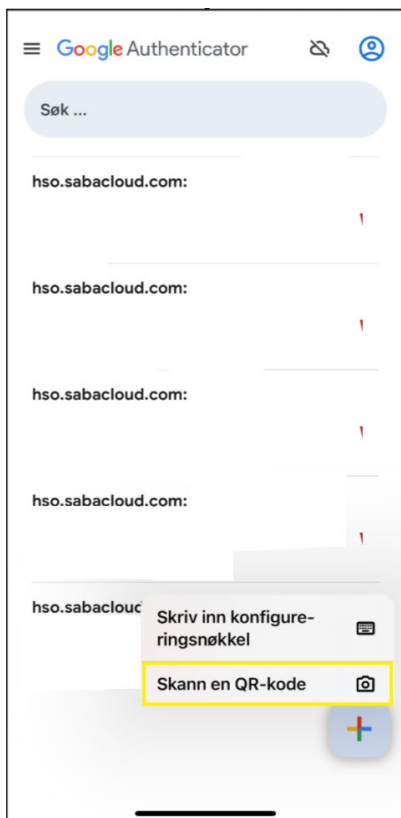 Google Authenticator
Søk ...
hso.sabacloud.com:
hso.sabacloud.com:
hso.sabacloud.com:
hso.sabacloud.com:
hso.sabacloud
Skriv inn konfigure-
ringsnøkkel
Skann en QR-kode